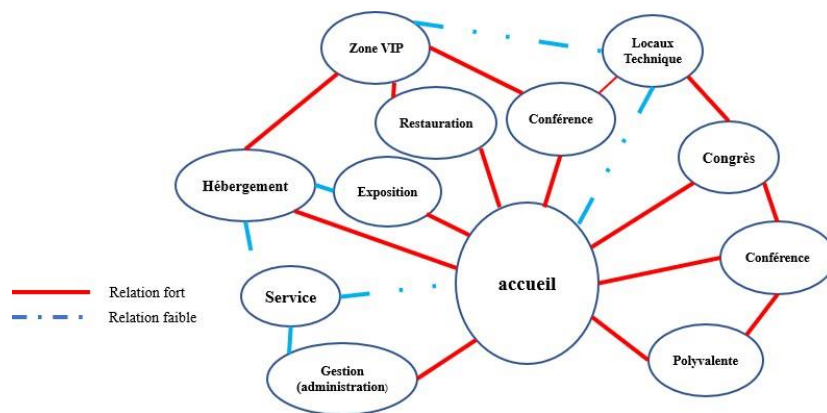 Zone VIP
Locaux
Technique
Restauration
Conférence
Congrès
Hébergement
Exposition
Conférence
accueil
Service
Relation fort
Relation faible
Polyvalente
Gestion
(administration)